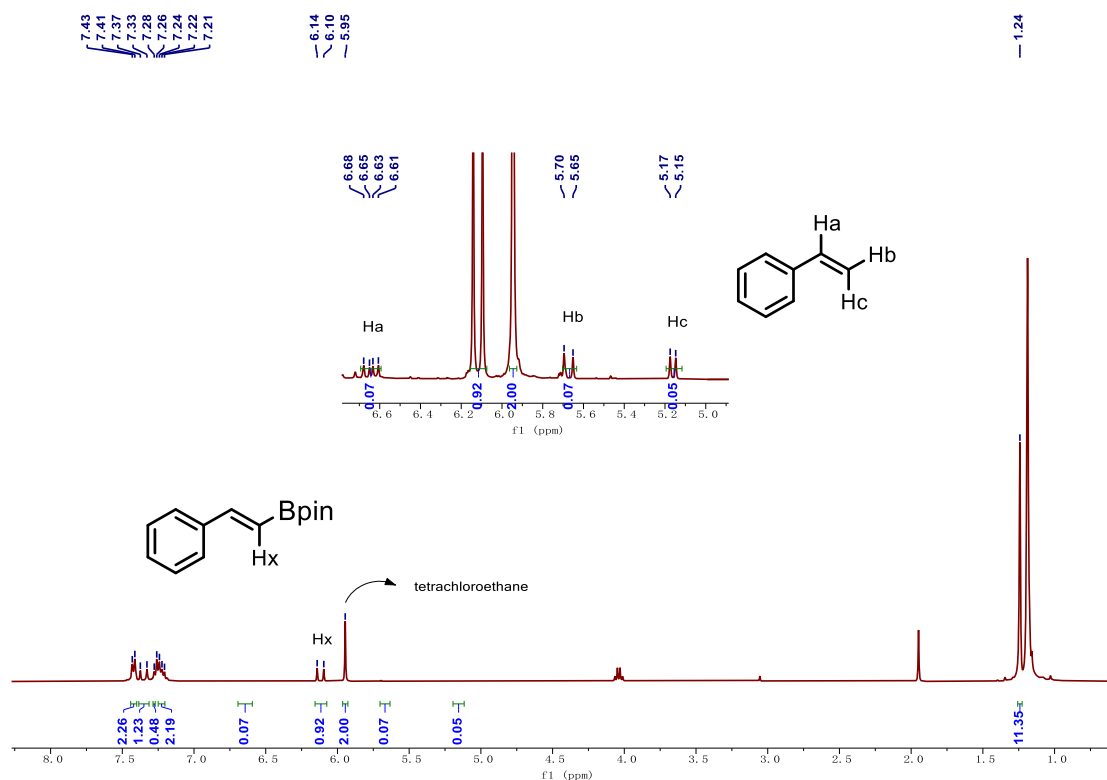 7.43
7.41
7.37
7.33
7.28
7.26
7.24
7.22
7.21
6.14
6.10
5.95
1.24
6.68
6.65
6.63
6.61
5.70
5.65
5.17
5.15
Ha
Hb
Hc
Ha
Hb
Hc
0.07
0.92
2.00
0.07
0.05
6.6 6.4 6.2 6.0 5.8 5.6 5.4 5.2 5.0
f1 (ppm)
Bpin
Hx
tetrachloroethane
Hx
2.26
1.23
0.48
2.19
0.07
0.92
2.00
0.07
0.05
11.35
8.0 7.5 7.0 6.5 6.0 5.5 5.0 4.5 4.0 3.5 3.0 2.5 2.0 1.5 1.0
f1 (ppm)